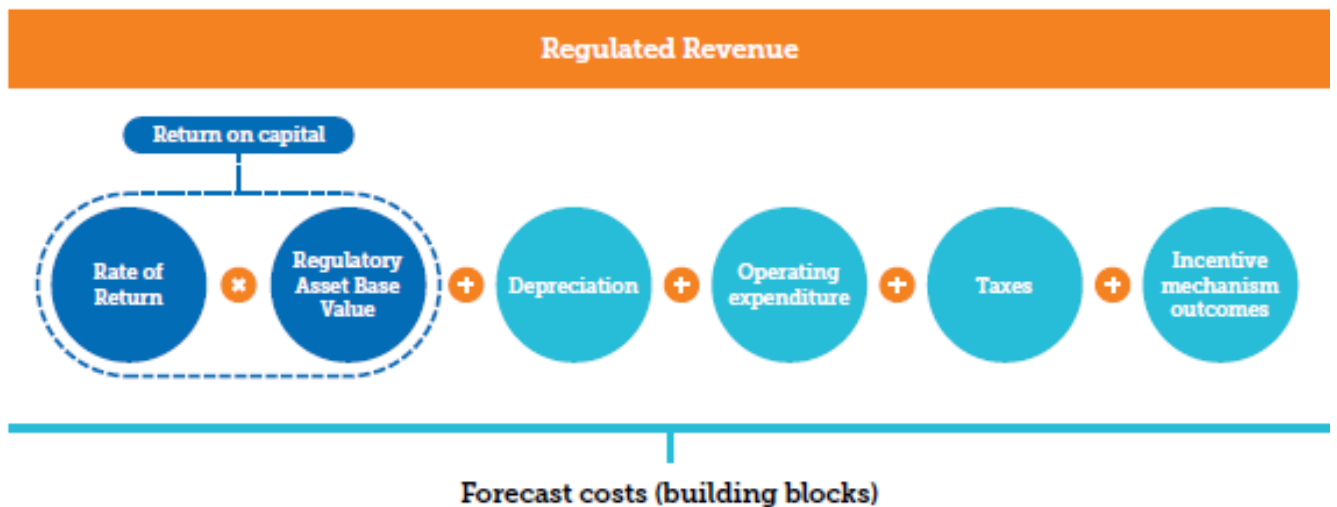 Regulated Revenue
Return on capital
Rate of
Return
×
Regulatory
Asset Base
Value
+
Depreciation
+
Operating
expenditure
+
Taxes
+
Incentive
mechanism
outcomes
Forecast costs (building blocks)